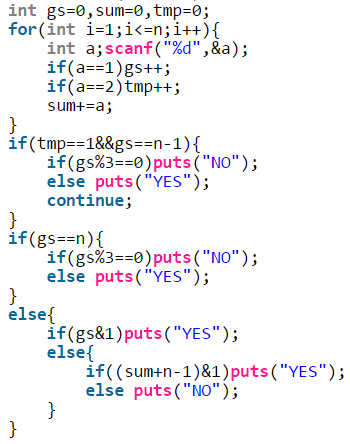 int gs=0,sum=0,tmp=0;
for(int i=1;i<=n;i++){
    int a;scanf("%d",&a);
    if(a==1)gs++;
    if(a==2)tmp++;
    sum+=a;
}
if(tmp==1&&gs==n-1){
    if(gs%3==0)puts("NO");
    else puts("YES");
    continue;
}
if(gs==n){
    if(gs%3==0)puts("NO");
    else puts("YES");
}
else{
    if(gs&1)puts("YES");
    else{
        if((sum+n-1)&1)puts("YES");
        else puts("NO");
    }
}